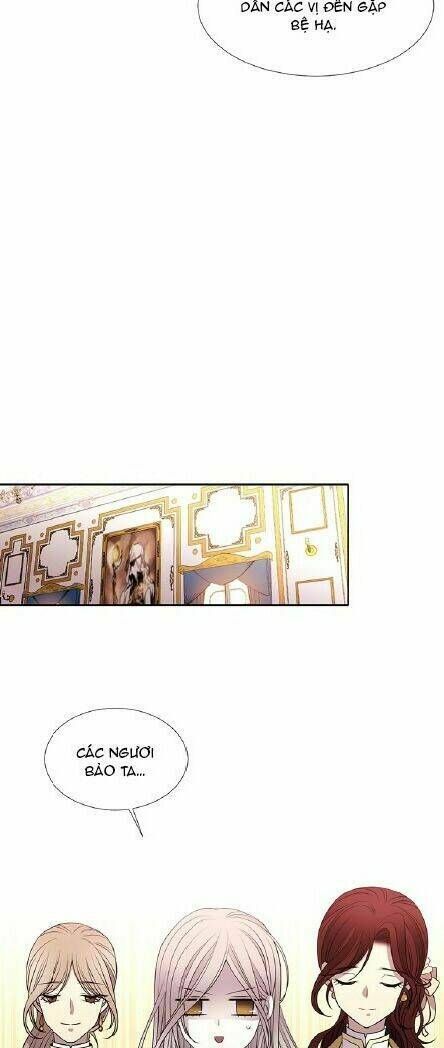 DẪN CÁC VỊ ĐẾN GẶP
BỆ HẠ.
CÁC NGƯƠI
BẢO TA...